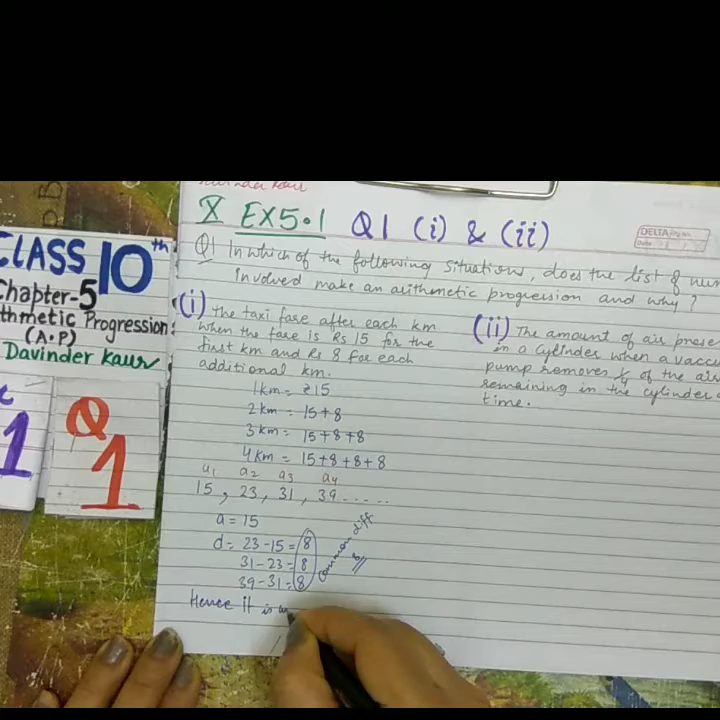 CLASS 10th
Chapter-5
thmetic Progression
(A.P)
Davinder Kaur
1
Q
1
X EX5.1 Q1 (i) & (ii)
DELTA
Q1 In which of the following situations, does the list of num
involved make an arithmetic progression and why?
(i) The taxi fase after each km
when the fare is Rs 15 for the
first km and Rs 8 for each
additional km.
1km = ₹15
2km = 15+8
3km = 15+8+8
4km = 15+8+8+8
a1 a2 a3 a4
15, 23, 31, 39.....
a = 15
d = 23-15 = 8
31-23 = 8
39-31 = 8
common diff
Hence it is
(ii) The amount of air prese
in a cylinder when a vaccu
pump removes 1/4 of the air
remaining in the cylinder a
time.